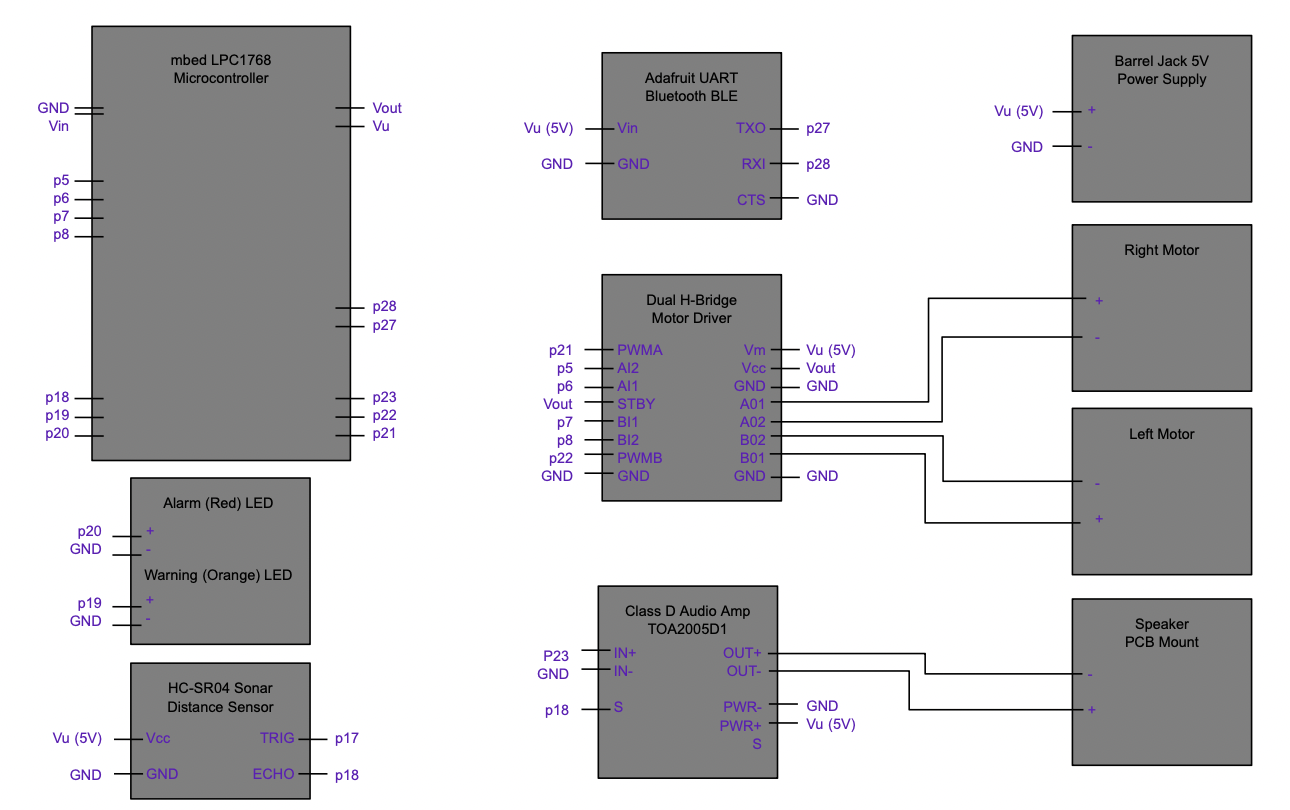 mbed LPC1768
Microcontroller
GND
Vin
p5
p6
p7
p8
p18
p19
p20
Vout
Vu
p28
p27
p23
p22
p21
Alarm (Red) LED
p20 +
GND -
Warning (Orange) LED
p19 +
GND -
HC-SR04 Sonar
Distance Sensor
Vu (5V) Vcc TRIG p17
GND GND ECHO p18
Adafruit UART
Bluetooth BLE
Vu (5V) Vin TXO p27
GND GND RXI p28
CTS GND
Dual H-Bridge
Motor Driver
p21 PWMA Vm Vu (5V)
p5 AI2 Vcc Vout
p6 AI1 GND GND
Vout STBY A01
p7 BI1 A02
p8 BI2 B02
p22 PWMB B01
GND GND GND GND
Class D Audio Amp
TOA2005D1
P23 IN+ OUT+
GND IN- OUT-
p18 S PWR- GND
PWR+ Vu (5V)
S
Barrel Jack 5V
Power Supply
Vu (5V) +
GND -
Right Motor
+
-
Left Motor
-
+
Speaker
PCB Mount
-
+